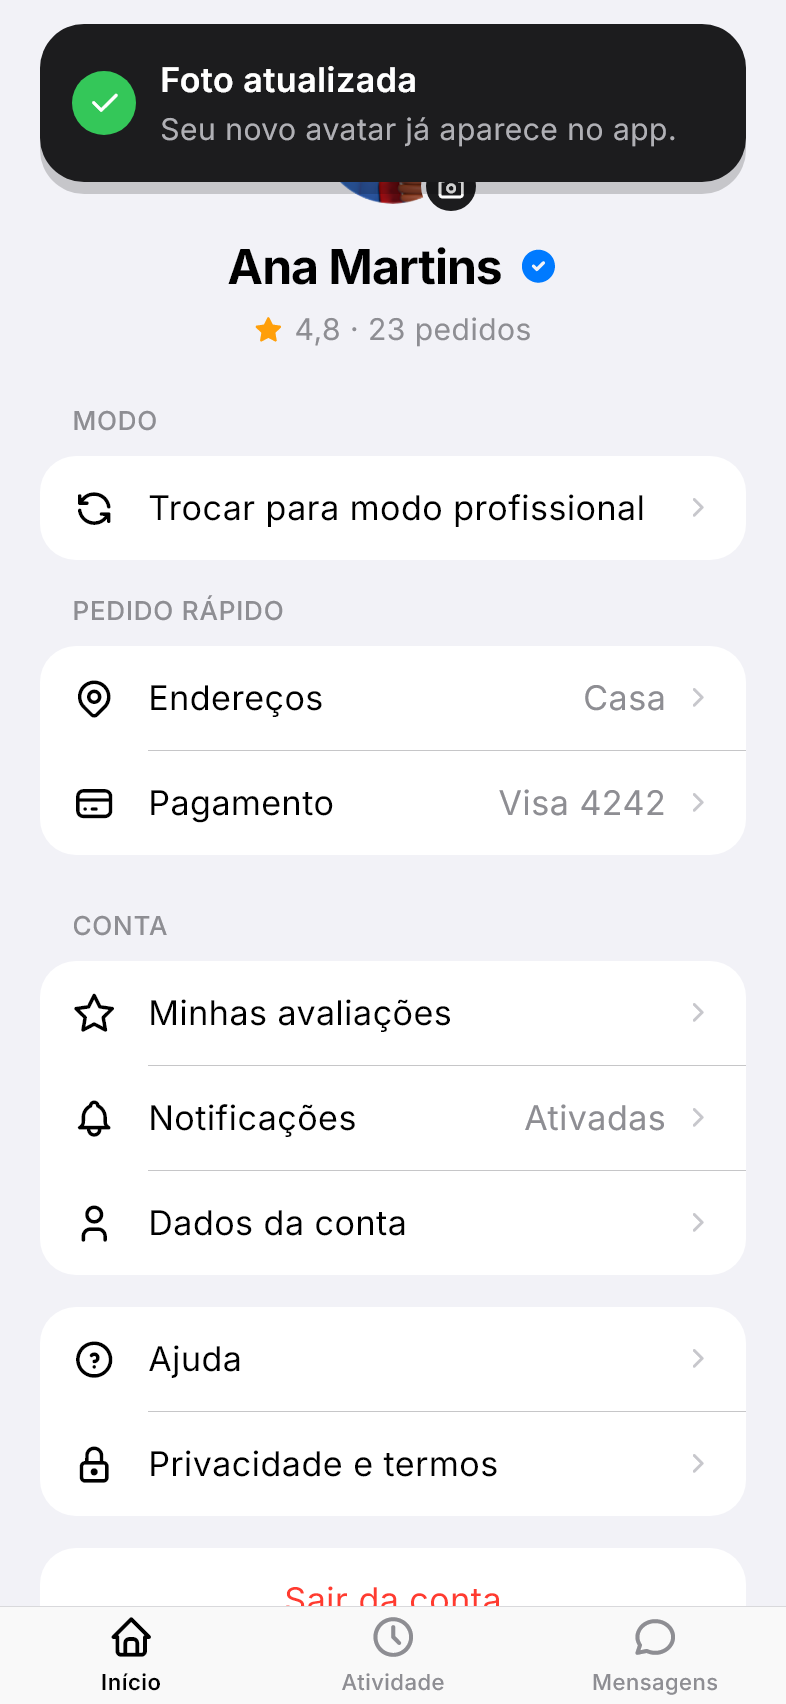 Foto atualizada
Seu novo avatar já aparece no app.
Ana Martins
4,8 · 23 pedidos
MODO
Trocar para modo profissional
PEDIDO RÁPIDO
Endereços Casa
Pagamento Visa 4242
CONTA
Minhas avaliações
Notificações Ativadas
Dados da conta
Ajuda
Privacidade e termos
Sair da conta
Início Atividade Mensagens